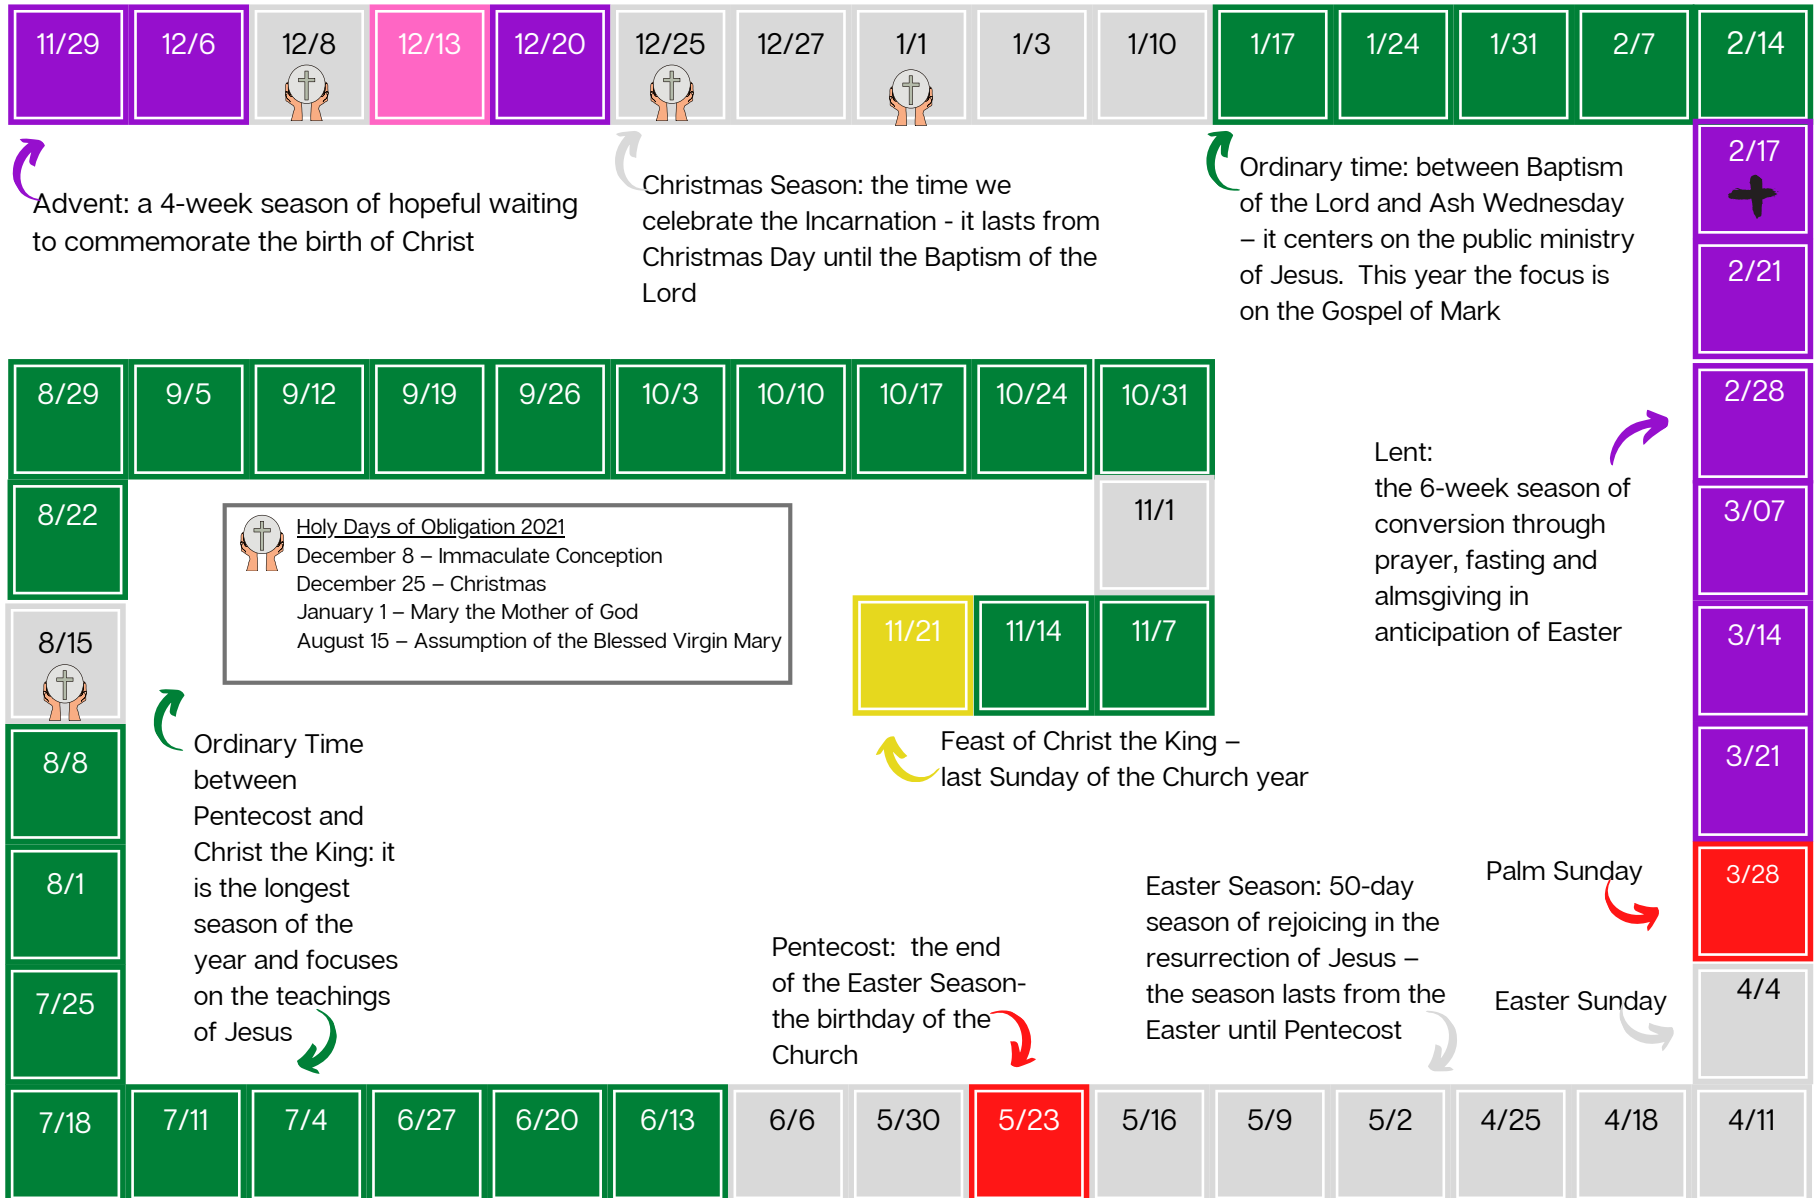 11/29
12/6
12/8
12/13
12/20
12/25
12/27
1/1
1/3
1/10
1/17
1/24
1/31
2/7
2/14
Advent: a 4-week season of hopeful waiting
to commemorate the birth of Christ
Christmas Season: the time we
celebrate the Incarnation - it lasts from
Christmas Day until the Baptism of the
Lord
Ordinary time: between Baptism
of the Lord and Ash Wednesday
– it centers on the public ministry
of Jesus.  This year the focus is
on the Gospel of Mark
2/17
2/21
2/28
3/07
3/14
3/21
3/28
4/4
Lent:
the 6-week season of
conversion through
prayer, fasting and
almsgiving in
anticipation of Easter
Palm Sunday
Easter Sunday
4/11
4/18
4/25
5/2
5/9
5/16
5/23
5/30
6/6
6/13
6/20
6/27
7/4
7/11
7/18
Easter Season: 50-day
season of rejoicing in the
resurrection of Jesus –
the season lasts from the
Easter until Pentecost
Pentecost:  the end
of the Easter Season-
the birthday of the
Church
7/25
8/1
8/8
8/15
8/22
8/29
Ordinary Time
between
Pentecost and
Christ the King: it
is the longest
season of the
year and focuses
on the teachings
of Jesus
9/5
9/12
9/19
9/26
10/3
10/10
10/17
10/24
10/31
11/1
11/7
11/14
11/21
Holy Days of Obligation 2021
December 8 – Immaculate Conception
December 25 – Christmas
January 1 – Mary the Mother of God
August 15 – Assumption of the Blessed Virgin Mary
Feast of Christ the King –
last Sunday of the Church year